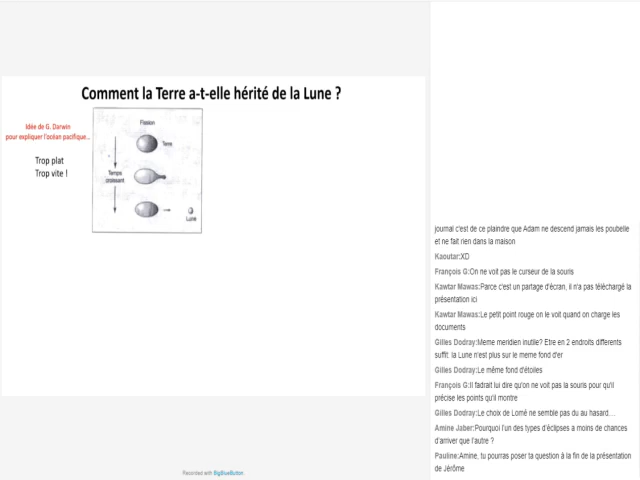 Comment la Terre a-t-elle hérité de la Lune ?
Idée de G. Darwin
pour expliquer l'océan pacifique...
Trop plat
Trop vite !
Fission
Terre
Temps
croissant
Lune
Recorded with BigBlueButton.
journal c'est de ce plaindre que Adam ne descend jamais les poubelle
et ne fait rien dans la maison
Kaoutar:XD
François G:On ne voit pas le curseur de la souris
Kawtar Mawas:Parce c'est un partage d'écran, il n'a pas téléchargé la
présentation ici
Kawtar Mawas:Le petit point rouge on le voit quand on charge les
documents
Gilles Dodray:Meme meridien inutile? Etre en 2 endroits differents
suffit: la Lune n'est plus sur le meme fond d'er
Gilles Dodray:Le même fond d'étoiles
François G:Il fadrait lui dire qu'on ne voit pas la souris pour qu'il
précise les points qu'il montre
Gilles Dodray:Le choix de Lomé ne semble pas du au hasard....
Amine Jaber:Pourquoi l'un des types d'éclipses a moins de chances
d'arriver que l'autre ?
Pauline:Amine, tu pourras poser ta question à la fin de la présentation
de Jérôme